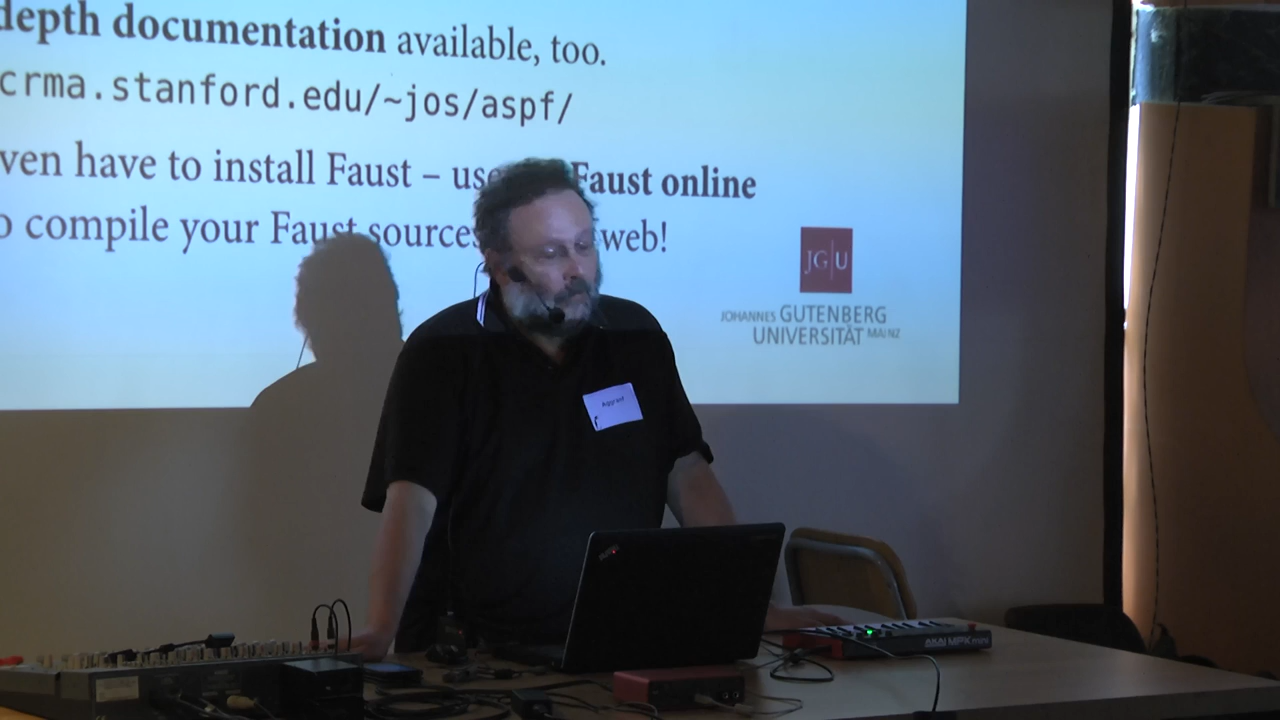 depth documentation available, too.
crma.stanford.edu/~jos/aspf/
ven have to install Faust – use Faust online
o compile your Faust sources web!
JG|U
JOHANNES GUTENBERG
UNIVERSITÄT MAINZ
AKAI MPK mini